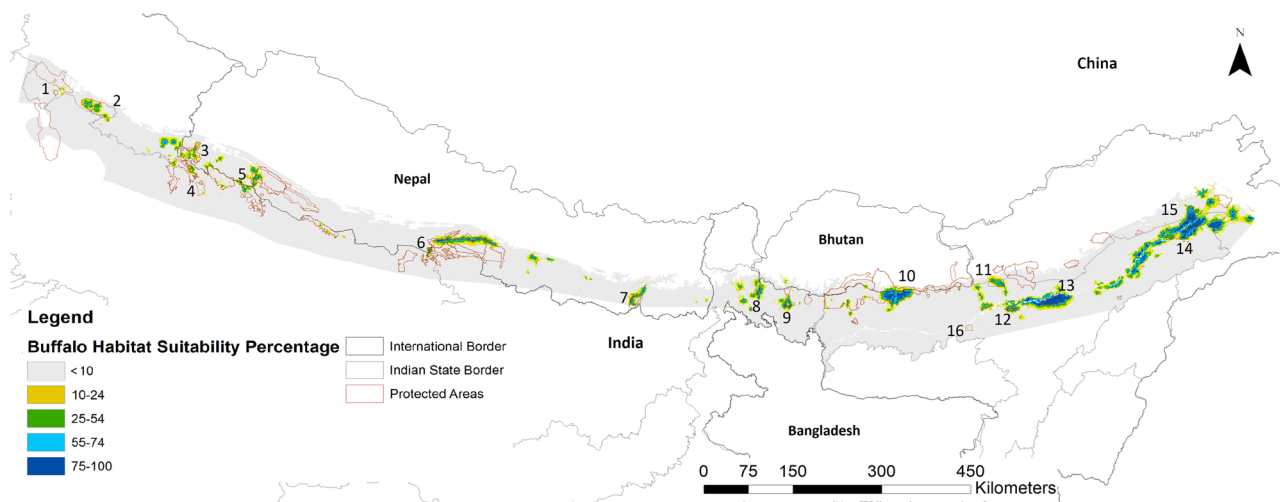 N
China
1
2
3
4
5
Nepal
6
7
India
8
9
Bhutan
10
11
12
13
14
15
16
Bangladesh
Legend
Buffalo Habitat Suitability Percentage
< 10
10-24
25-54
55-74
75-100
International Border
Indian State Border
Protected Areas
0 75 150 300 450
Kilometers